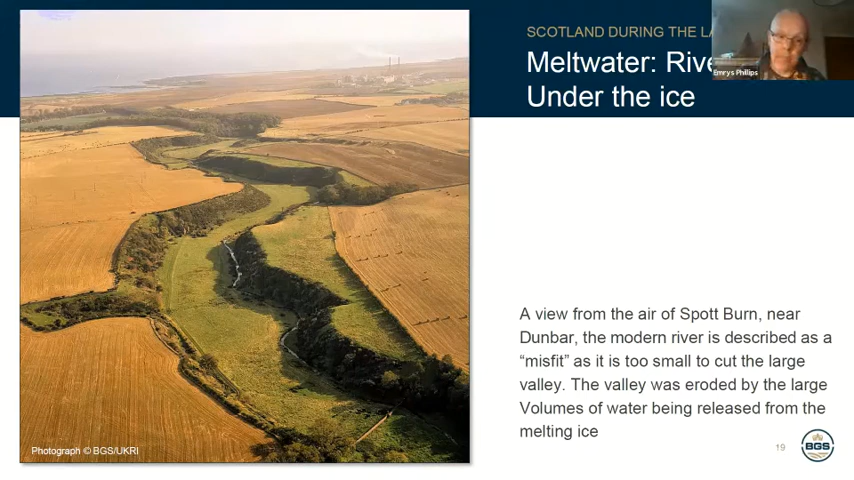 SCOTLAND DURING THE
Meltwater:
Under the ice
Emrys Phillips
A view from the air of Spott Burn, near
Dunbar, the modern river is described as a
“misfit” as it is too small to cut the large
valley. The valley was eroded by the large
Volumes of water being released from the
melting ice
Photograph © BGS/UKRI
19
BGS